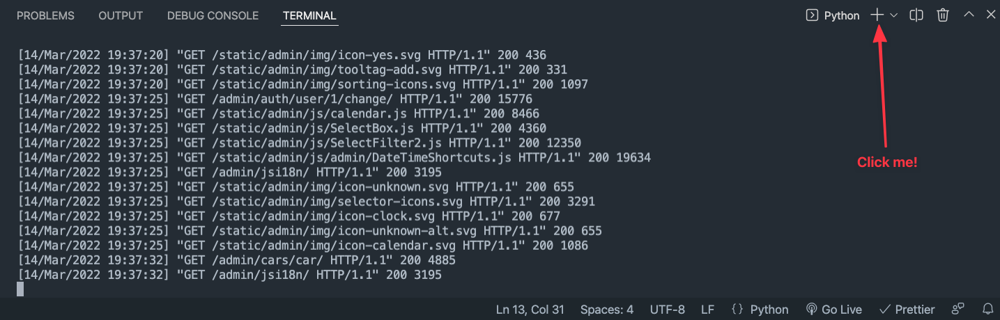 PROBLEMS OUTPUT DEBUG CONSOLE TERMINAL Python
[14/Mar/2022 19:37:20] "GET /static/admin/img/icon-yes.svg HTTP/1.1" 200 436
[14/Mar/2022 19:37:20] "GET /static/admin/img/tooltag-add.svg HTTP/1.1" 200 331
[14/Mar/2022 19:37:20] "GET /static/admin/img/sorting-icons.svg HTTP/1.1" 200 1097
[14/Mar/2022 19:37:25] "GET /admin/auth/user/1/change/ HTTP/1.1" 200 15776
[14/Mar/2022 19:37:25] "GET /static/admin/js/calendar.js HTTP/1.1" 200 8466
[14/Mar/2022 19:37:25] "GET /static/admin/js/SelectBox.js HTTP/1.1" 200 4360
[14/Mar/2022 19:37:25] "GET /static/admin/js/SelectFilter2.js HTTP/1.1" 200 12350
[14/Mar/2022 19:37:25] "GET /static/admin/js/admin/DateTimeShortcuts.js HTTP/1.1" 200 19634
Click me!
[14/Mar/2022 19:37:25] "GET /admin/jsi18n/ HTTP/1.1" 200 3195
[14/Mar/2022 19:37:25] "GET /static/admin/img/icon-unknown.svg HTTP/1.1" 200 655
[14/Mar/2022 19:37:25] "GET /static/admin/img/selector-icons.svg HTTP/1.1" 200 3291
[14/Mar/2022 19:37:25] "GET /static/admin/img/icon-clock.svg HTTP/1.1" 200 677
[14/Mar/2022 19:37:25] "GET /static/admin/img/icon-unknown-alt.svg HTTP/1.1" 200 655
[14/Mar/2022 19:37:25] "GET /static/admin/img/icon-calendar.svg HTTP/1.1" 200 1086
[14/Mar/2022 19:37:32] "GET /admin/cars/car/ HTTP/1.1" 200 4885
[14/Mar/2022 19:37:32] "GET /admin/jsi18n/ HTTP/1.1" 200 3195
Ln 13, Col 31 Spaces: 4 UTF-8 LF {} Python Go Live Prettier